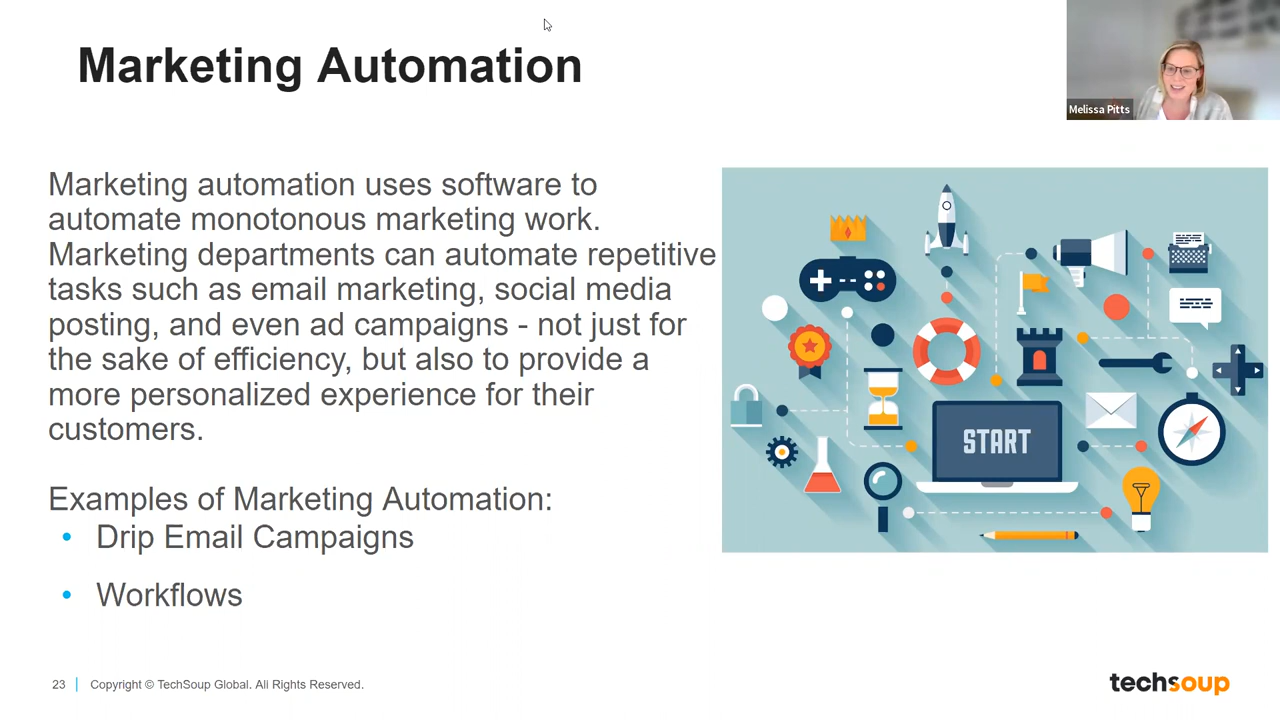 Marketing Automation
Melissa Pitts
Marketing automation uses software to
automate monotonous marketing work.
Marketing departments can automate repetitive
tasks such as email marketing, social media
posting, and even ad campaigns - not just for
the sake of efficiency, but also to provide a
more personalized experience for their
customers.
Examples of Marketing Automation:
• Drip Email Campaigns
• Workflows
START
23 | Copyright © TechSoup Global. All Rights Reserved.
techsoup